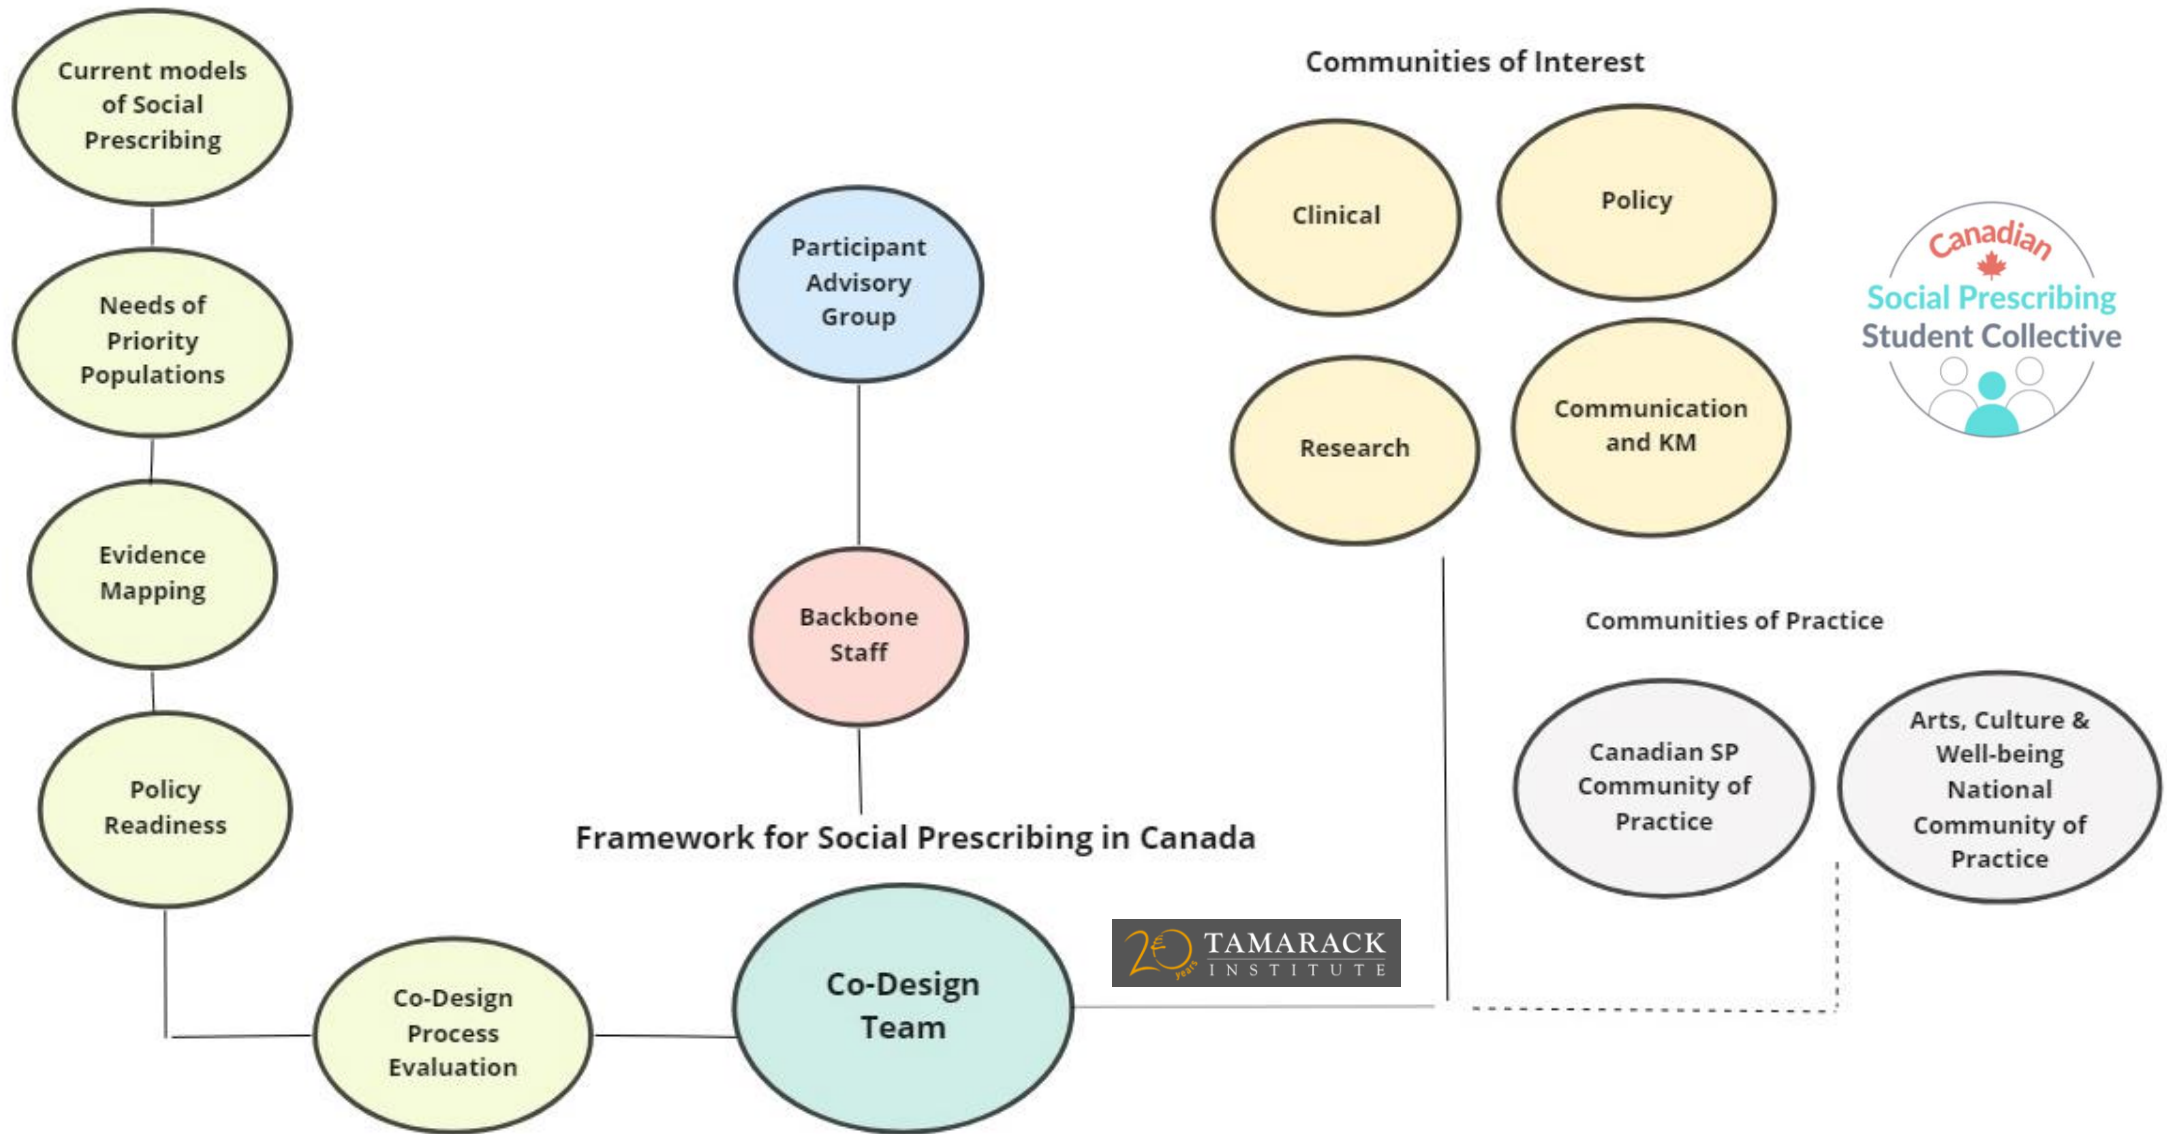 Current models
of Social
Prescribing
Needs of
Priority
Populations
Evidence
Mapping
Policy
Readiness
Co-Design
Process
Evaluation
Participant
Advisory
Group
Backbone
Staff
Framework for Social Prescribing in Canada
Co-Design
Team
20 years
TAMARACK
INSTITUTE
Communities of Interest
Clinical
Policy
Research
Communication
and KM
Canadian
Social Prescribing
Student Collective
Communities of Practice
Canadian SP
Community of
Practice
Arts, Culture &
Well-being
National
Community of
Practice